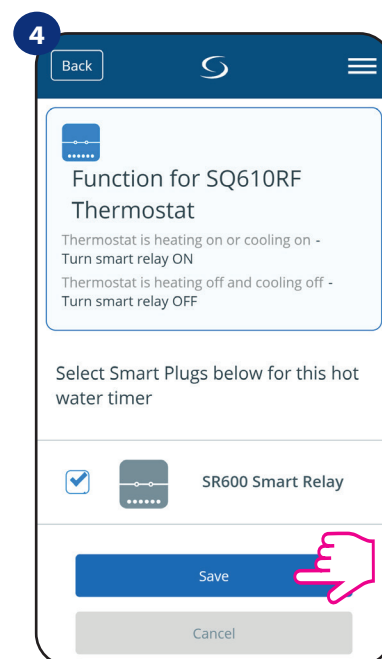 4
Back
Function for SQ610RF
Thermostat
Thermostat is heating on or cooling on -
Turn smart relay ON
Thermostat is heating off and cooling off -
Turn smart relay OFF
Select Smart Plugs below for this hot
water timer
SR600 Smart Relay
Save
Cancel